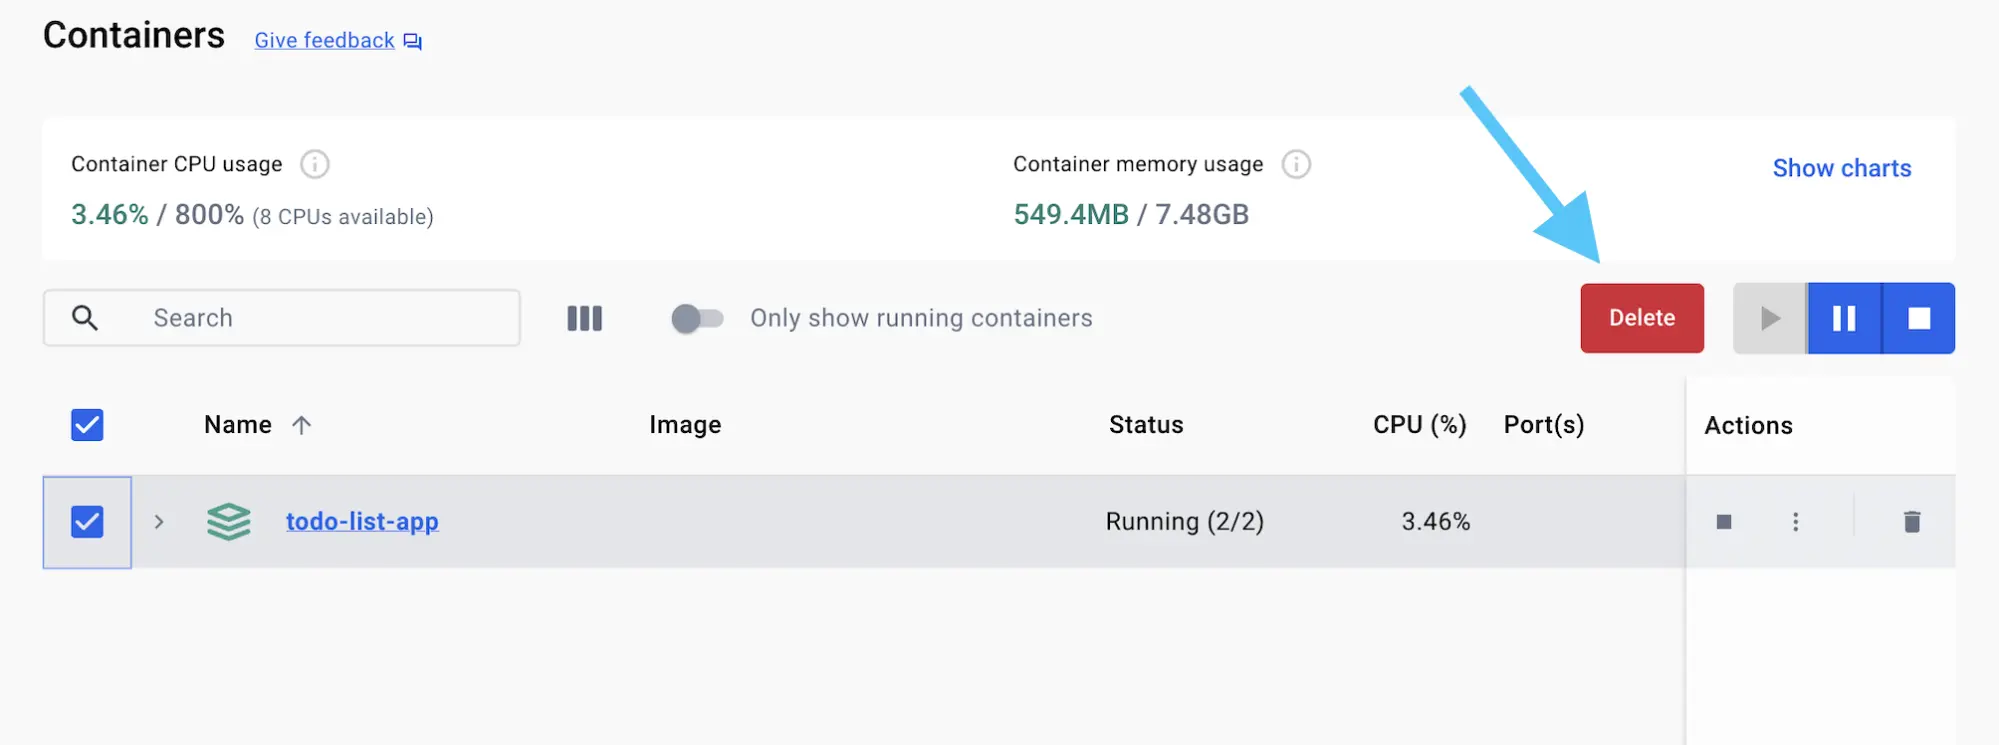 Containers Give feedback
Container CPU usage
3.46% / 800% (8 CPUs available)
Container memory usage
549.4MB / 7.48GB
Show charts
Search
Only show running containers
Delete
Name Image Status CPU (%) Port(s) Actions
todo-list-app Running (2/2) 3.46%